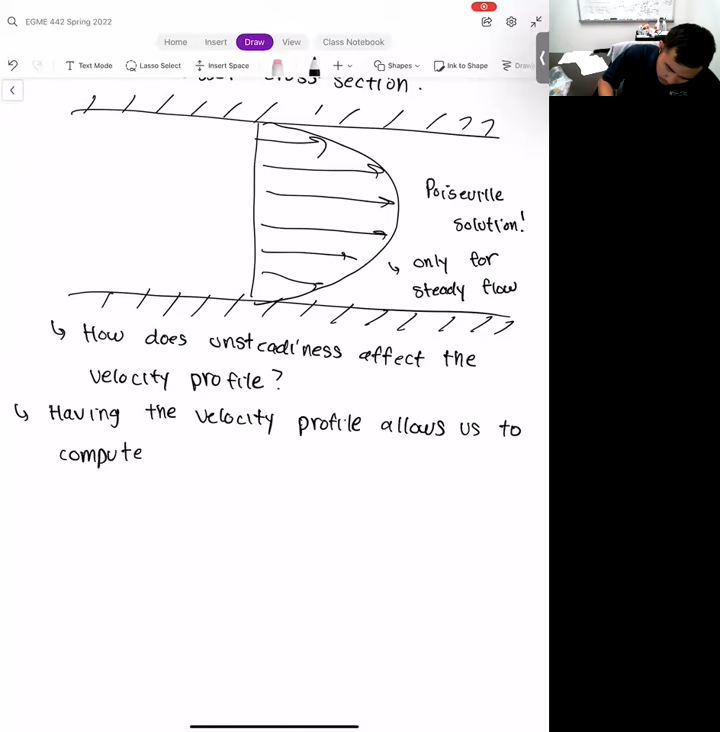 EGME 442 Spring 2022
Home Insert Draw View Class Notebook
Text Mode Lasso Select Insert Space Shapes Ink to Shape Draw
section.
Poiseuille
solution!
↳ only for
steady flow
↳ How does unsteadiness affect the
velocity profile?
↳ Having the velocity profile allows us to
compute